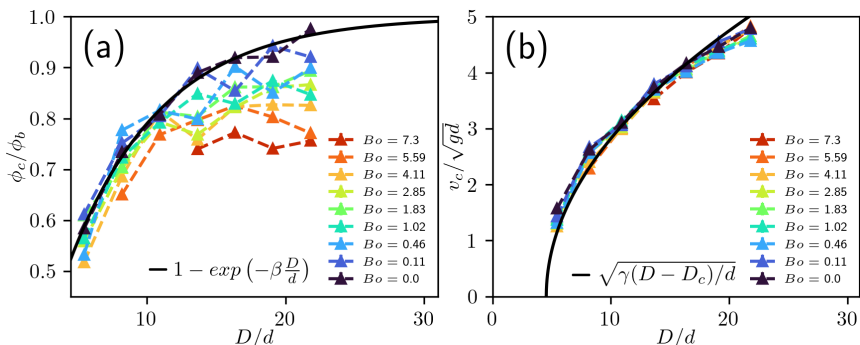 (a)
1.0
0.9
0.8
0.7
0.6
0.5
ϕ_c/ϕ_b
Bo = 7.3
Bo = 5.59
Bo = 4.11
Bo = 2.85
Bo = 1.83
Bo = 1.02
Bo = 0.46
Bo = 0.11
Bo = 0.0
1 − exp (−β D/d)
10
20
30
D/d
(b)
5
4
3
2
1
0
v_c/√gd
Bo = 7.3
Bo = 5.59
Bo = 4.11
Bo = 2.85
Bo = 1.83
Bo = 1.02
Bo = 0.46
Bo = 0.11
Bo = 0.0
√γ(D − D_c)/d
0
10
20
30
D/d